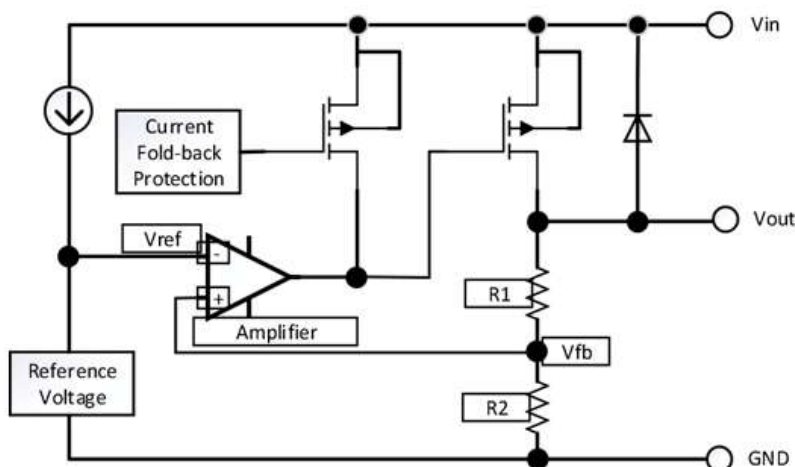 Vin
Current
Fold-back
Protection
Vout
Vref
-
R1
+
Amplifier
Vfb
Reference
Voltage
R2
GND